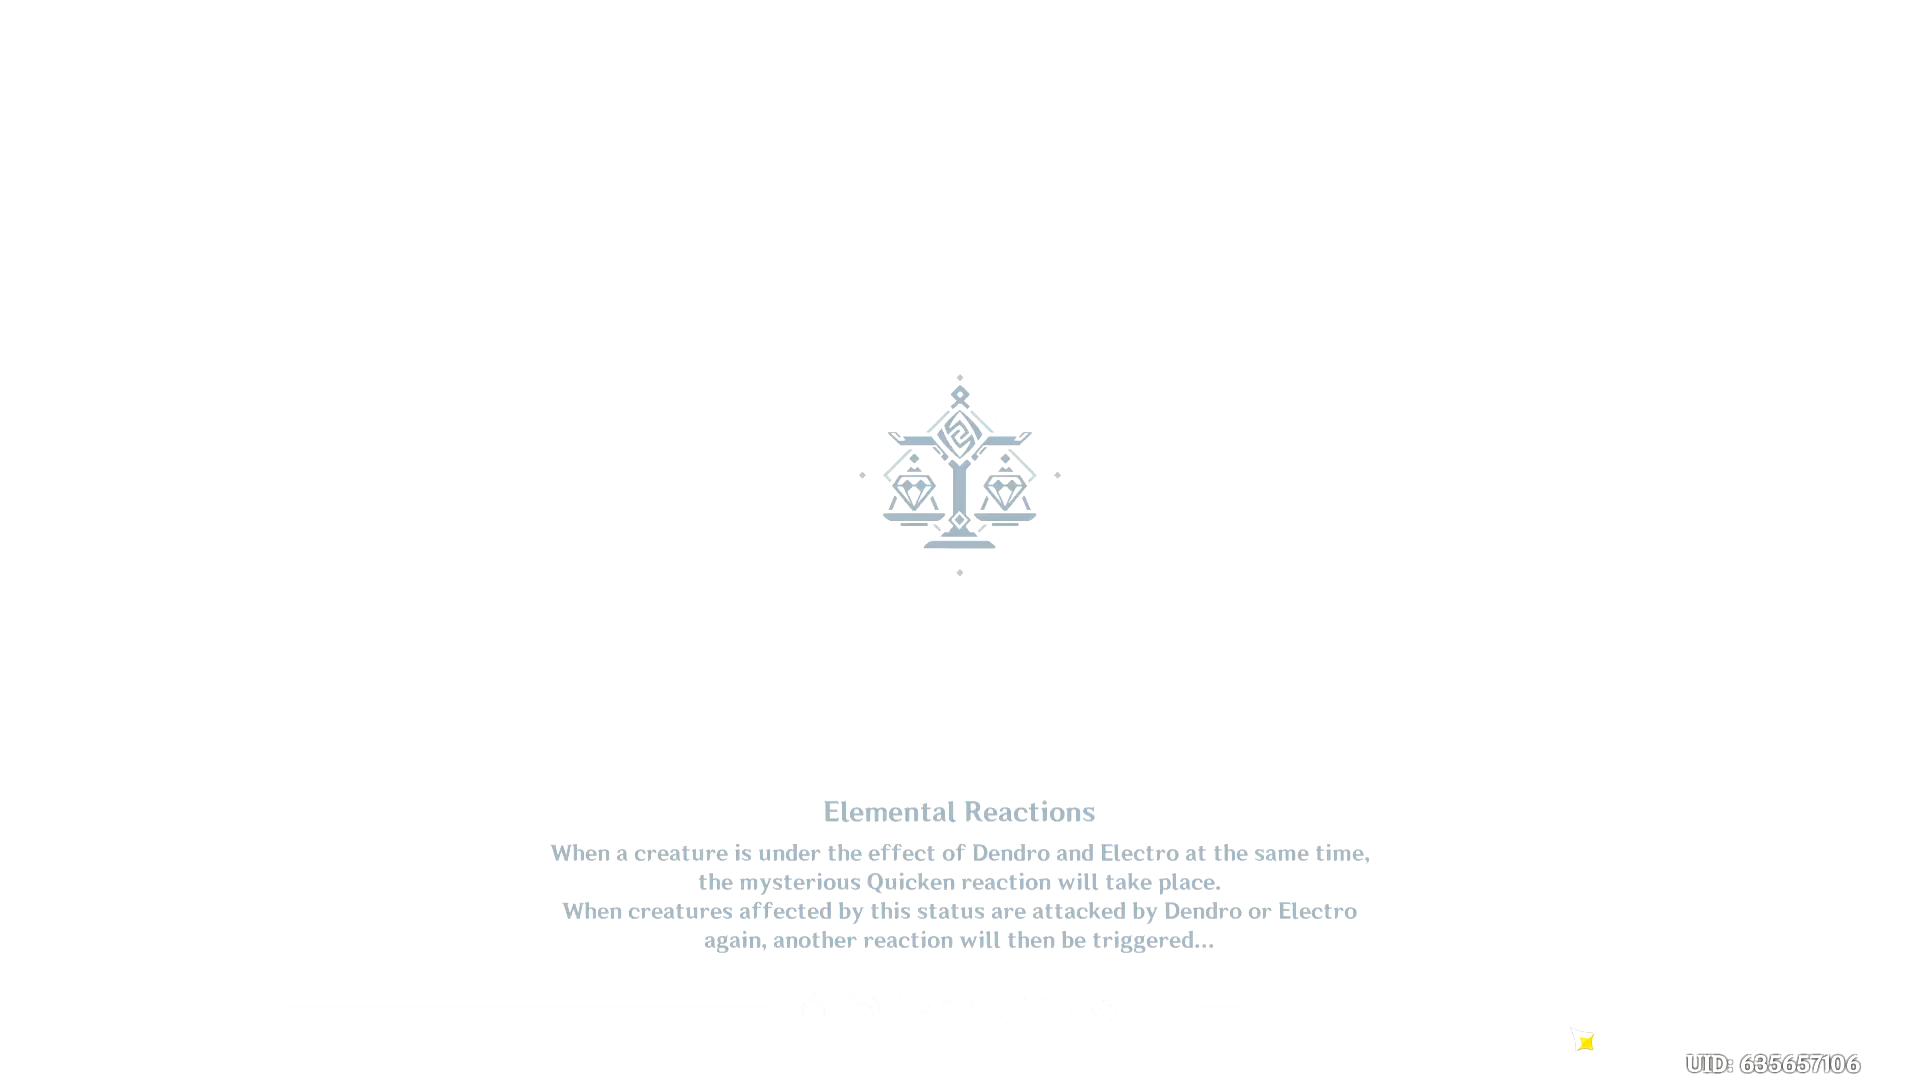 Elemental Reactions
When a creature is under the effect of Dendro and Electro at the same time,
the mysterious Quicken reaction will take place.
When creatures affected by this status are attacked by Dendro or Electro
again, another reaction will then be triggered...
UID: 635657106